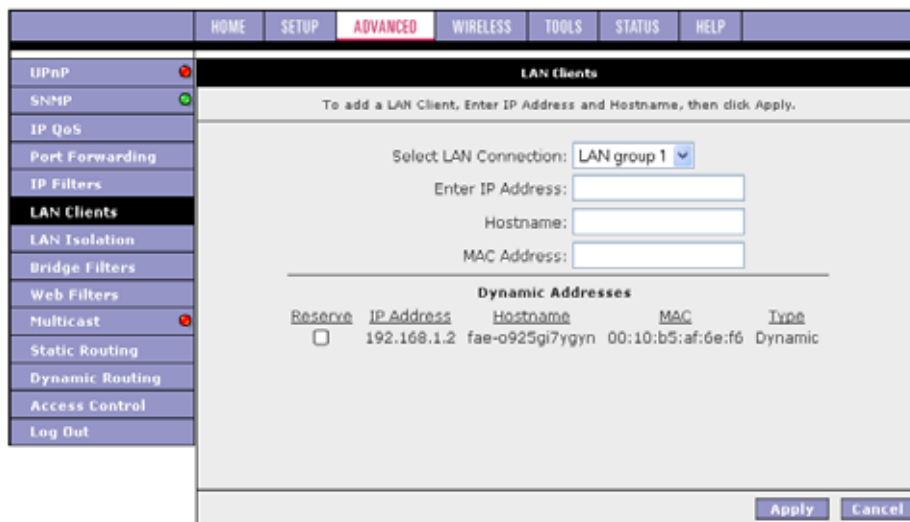 HOME SETUP ADVANCED WIRELESS TOOLS STATUS HELP
UPnP
SNMP
IP QoS
Port Forwarding
IP Filters
LAN Clients
LAN Isolation
Bridge Filters
Web Filters
Multicast
Static Routing
Dynamic Routing
Access Control
Log Out
LAN Clients
To add a LAN Client, Enter IP Address and Hostname, then click Apply.
Select LAN Connection: LAN group 1
Enter IP Address:
Hostname:
MAC Address:
Dynamic Addresses
Reserve IP Address Hostname MAC Type
192.168.1.2 fae-o925gi7ygyn 00:10:b5:af:6e:f6 Dynamic
Apply Cancel